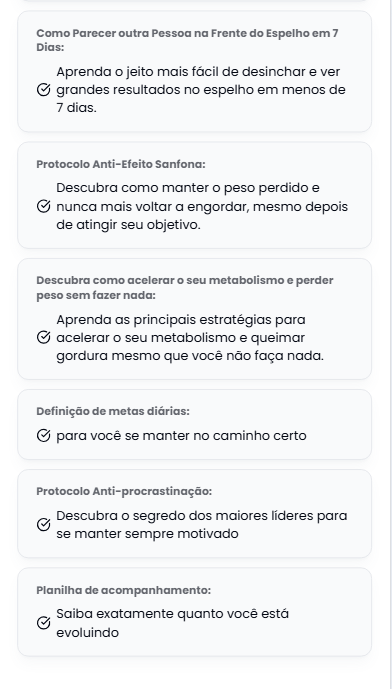 Como Parecer outra Pessoa na Frente do Espelho em 7
Dias:
Aprenda o jeito mais fácil de desinchar e ver
grandes resultados no espelho em menos de
7 dias.
Protocolo Anti-Efeito Sanfona:
Descubra como manter o peso perdido e
nunca mais voltar a engordar, mesmo depois
de atingir seu objetivo.
Descubra como acelerar o seu metabolismo e perder
peso sem fazer nada:
Aprenda as principais estratégias para
acelerar o seu metabolismo e queimar
gordura mesmo que você não faça nada.
Definição de metas diárias:
para você se manter no caminho certo
Protocolo Anti-procrastinação:
Descubra o segredo dos maiores líderes para
se manter sempre motivado
Planilha de acompanhamento:
Saiba exatamente quanto você está
evoluindo